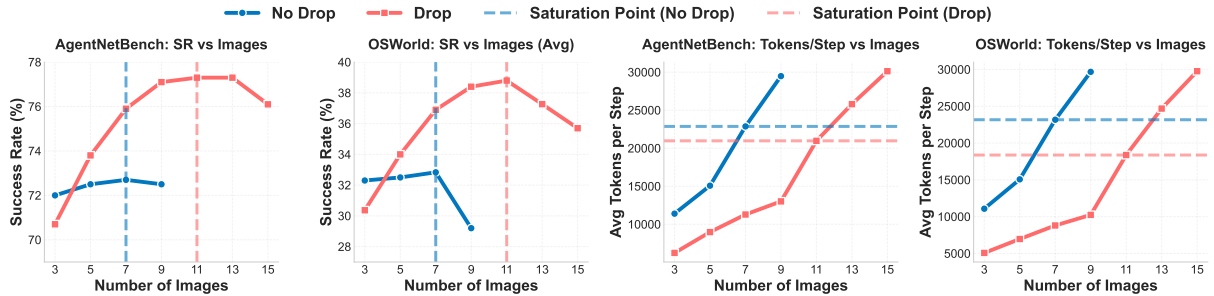 No Drop
Drop
Saturation Point (No Drop)
Saturation Point (Drop)
AgentNetBench: SR vs Images
Success Rate (%)
78
76
74
72
70
3 5 7 9 11 13 15
Number of Images
OSWorld: SR vs Images (Avg)
Success Rate (%)
40
38
36
34
32
30
28
3 5 7 9 11 13 15
Number of Images
AgentNetBench: Tokens/Step vs Images
Avg Tokens per Step
30000
25000
20000
15000
10000
3 5 7 9 11 13 15
Number of Images
OSWorld: Tokens/Step vs Images
Avg Tokens per Step
30000
25000
20000
15000
10000
5000
3 5 7 9 11 13 15
Number of Images